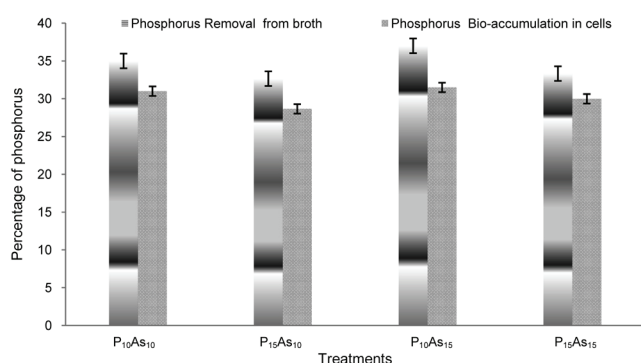 Phosphorus Removal from broth
Phosphorus Bio-accumulation in cells
Percentage of phosphorus
40
35
30
25
20
15
10
5
0
P₁₀As₁₀
P₁₅As₁₀
P₁₀As₁₅
P₁₅As₁₅
Treatments